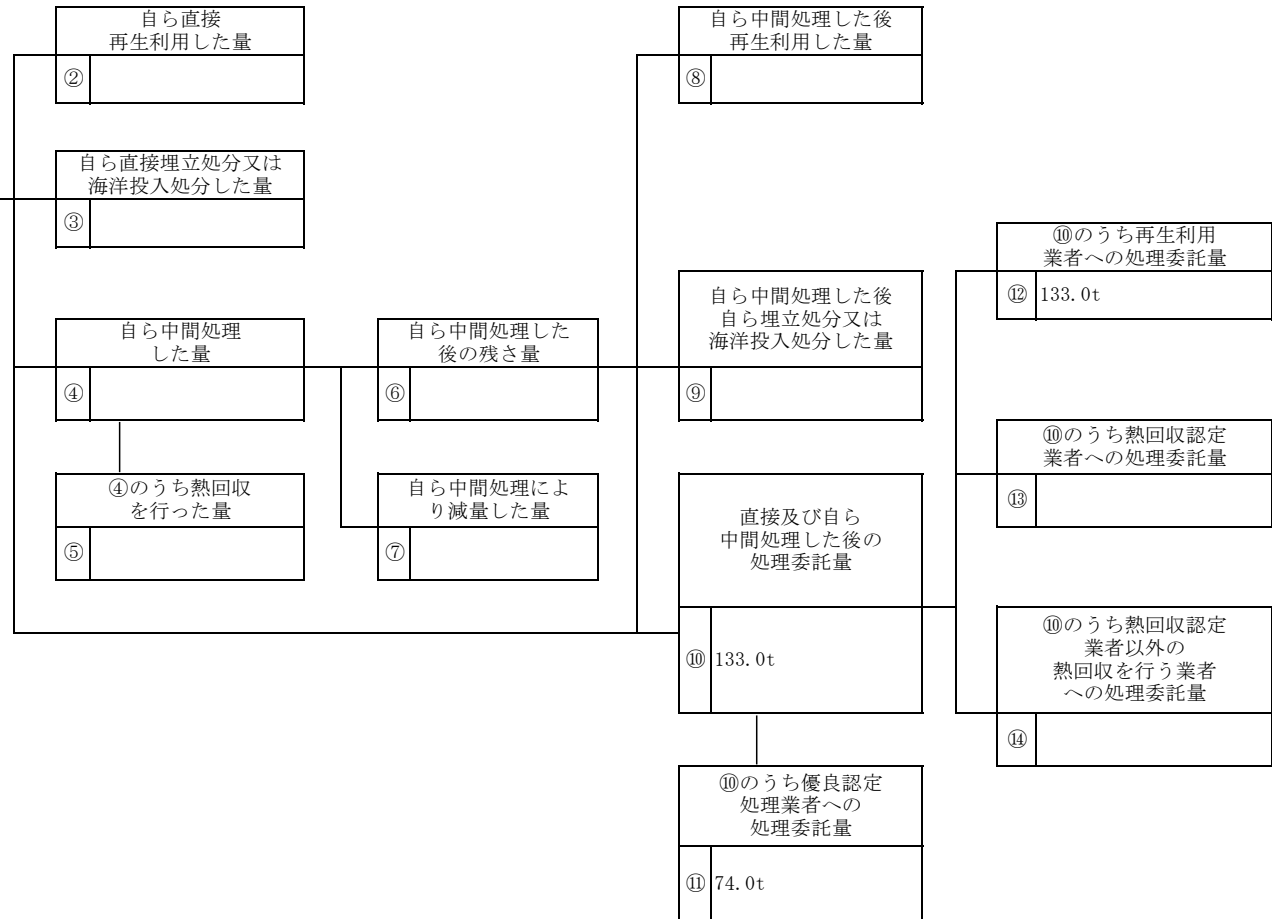 自ら直接
再生利用した量
②
自ら直接埋立処分又は
海洋投入処分した量
③
自ら中間処理
した量
④
④のうち熱回収
を行った量
⑤
自ら中間処理した
後の残さ量
⑥
自ら中間処理によ
り減量した量
⑦
自ら中間処理した後
再生利用した量
⑧
自ら中間処理した後
自ら埋立処分又は
海洋投入処分した量
⑨
直接及び自ら
中間処理した後の
処理委託量
⑩ 133.0t
⑩のうち優良認定
処理業者への
処理委託量
⑪ 74.0t
⑩のうち再生利用
業者への処理委託量
⑫ 133.0t
⑩のうち熱回収認定
業者への処理委託量
⑬
⑩のうち熱回収認定
業者以外の
熱回収を行う業者
への処理委託量
⑭